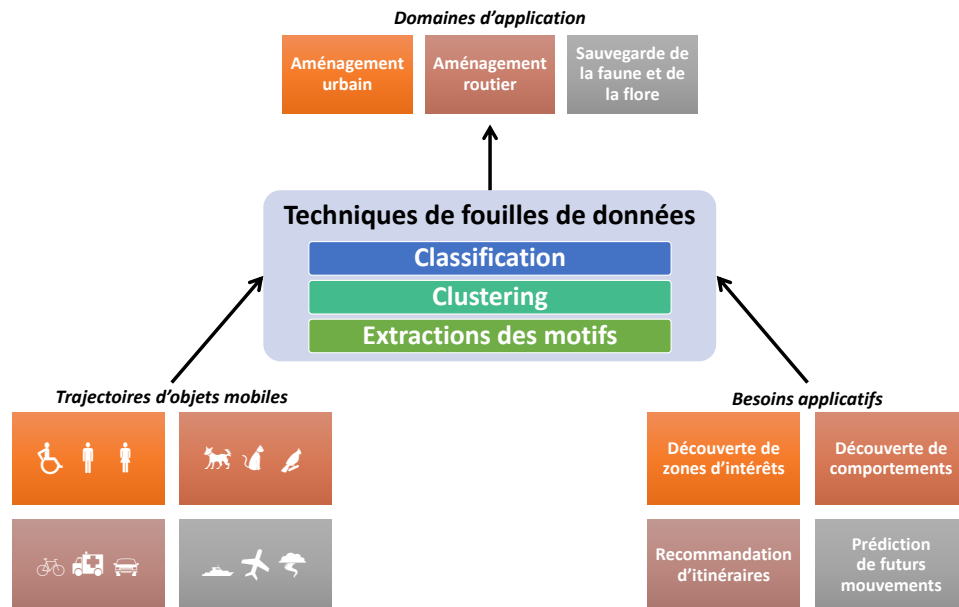 Domaines d'application
Aménagement
urbain
Aménagement
routier
Sauvegarde de
la faune et de
la flore
Techniques de fouilles de données
Classification
Clustering
Extractions des motifs
Trajectoires d'objets mobiles
Besoins applicatifs
Découverte de
zones d'intérêts
Découverte de
comportements
Recommandation
d'itinéraires
Prédiction
de futurs
mouvements